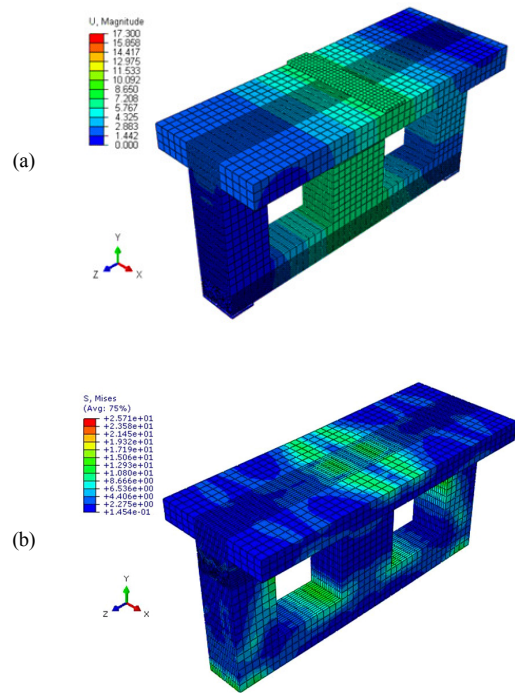 U, Magnitude
17.300
15.858
14.417
12.975
11.533
10.092
8.650
7.208
5.767
4.325
2.883
1.442
0.000
(a)
Y
Z
X
S, Mises
(Avg: 75%)
+2.571e+01
+2.358e+01
+2.145e+01
+1.932e+01
+1.719e+01
+1.506e+01
+1.293e+01
+1.080e+01
+8.666e+00
+6.536e+00
+4.406e+00
+2.275e+00
+1.454e-01
(b)
Y
Z
X